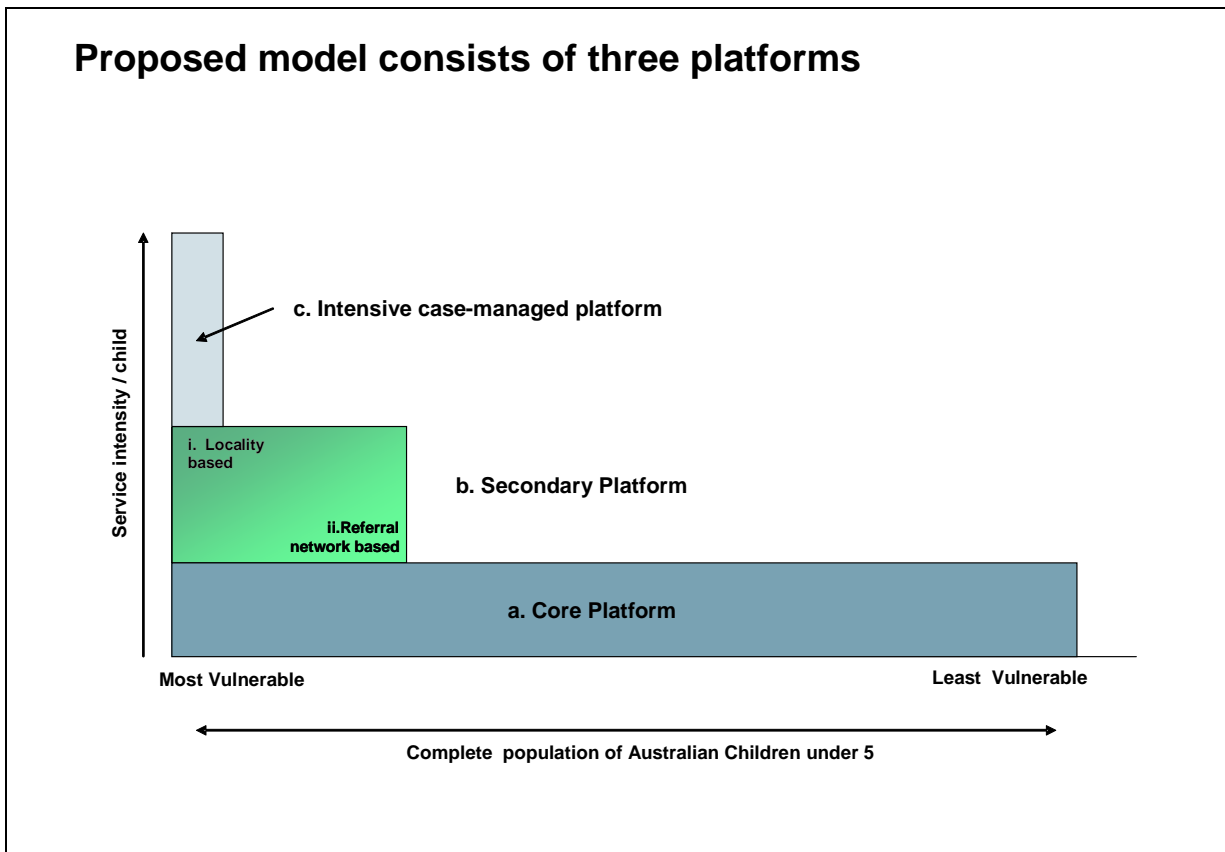 Proposed model consists of three platforms
Service intensity / child
c. Intensive case-managed platform
i. Locality
based
b. Secondary Platform
ii.Referral
network based
a. Core Platform
Most Vulnerable
Least Vulnerable
Complete population of Australian Children under 5